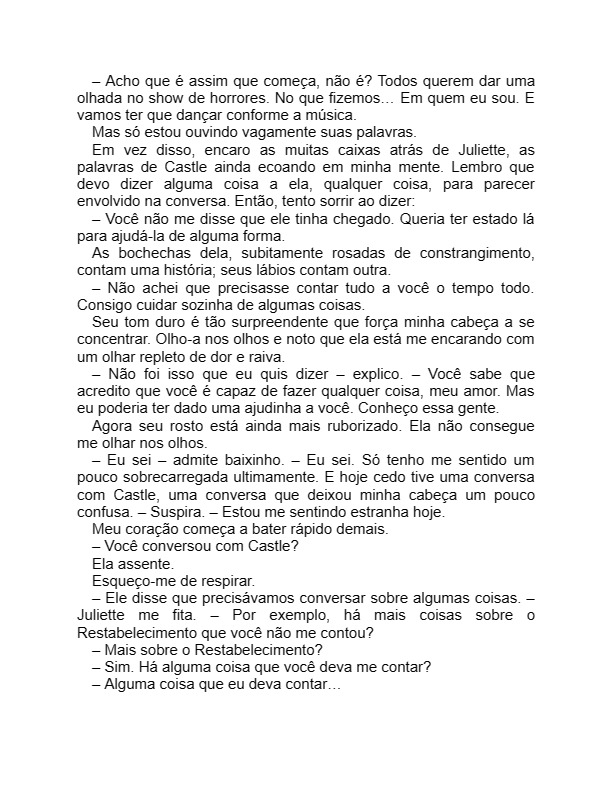 – Acho que é assim que começa, não é? Todos querem dar uma
olhada no show de horrores. No que fizemos… Em quem eu sou. E
vamos ter que dançar conforme a música.
Mas só estou ouvindo vagamente suas palavras.
Em vez disso, encaro as muitas caixas atrás de Juliette, as
palavras de Castle ainda ecoando em minha mente. Lembro que
devo dizer alguma coisa a ela, qualquer coisa, para parecer
envolvido na conversa. Então, tento sorrir ao dizer:
– Você não me disse que ele tinha chegado. Queria ter estado lá
para ajudá-la de alguma forma.
As bochechas dela, subitamente rosadas de constrangimento,
contam uma história; seus lábios contam outra.
– Não achei que precisasse contar tudo a você o tempo todo.
Consigo cuidar sozinha de algumas coisas.
Seu tom duro é tão surpreendente que força minha cabeça a se
concentrar. Olho-a nos olhos e noto que ela está me encarando com
um olhar repleto de dor e raiva.
– Não foi isso que eu quis dizer – explico. – Você sabe que
acredito que você é capaz de fazer qualquer coisa, meu amor. Mas
eu poderia ter dado uma ajudinha a você. Conheço essa gente.
Agora seu rosto está ainda mais ruborizado. Ela não consegue
me olhar nos olhos.
– Eu sei – admite baixinho. – Eu sei. Só tenho me sentido um
pouco sobrecarregada ultimamente. E hoje cedo tive uma conversa
com Castle, uma conversa que deixou minha cabeça um pouco
confusa. – Suspira. – Estou me sentindo estranha hoje.
Meu coração começa a bater rápido demais.
– Você conversou com Castle?
Ela assente.
Esqueço-me de respirar.
– Ele disse que precisávamos conversar sobre algumas coisas. –
Juliette me fita. – Por exemplo, há mais coisas sobre o
Restabelecimento que você não me contou?
– Mais sobre o Restabelecimento?
– Sim. Há alguma coisa que você deva me contar?
– Alguma coisa que eu deva contar…